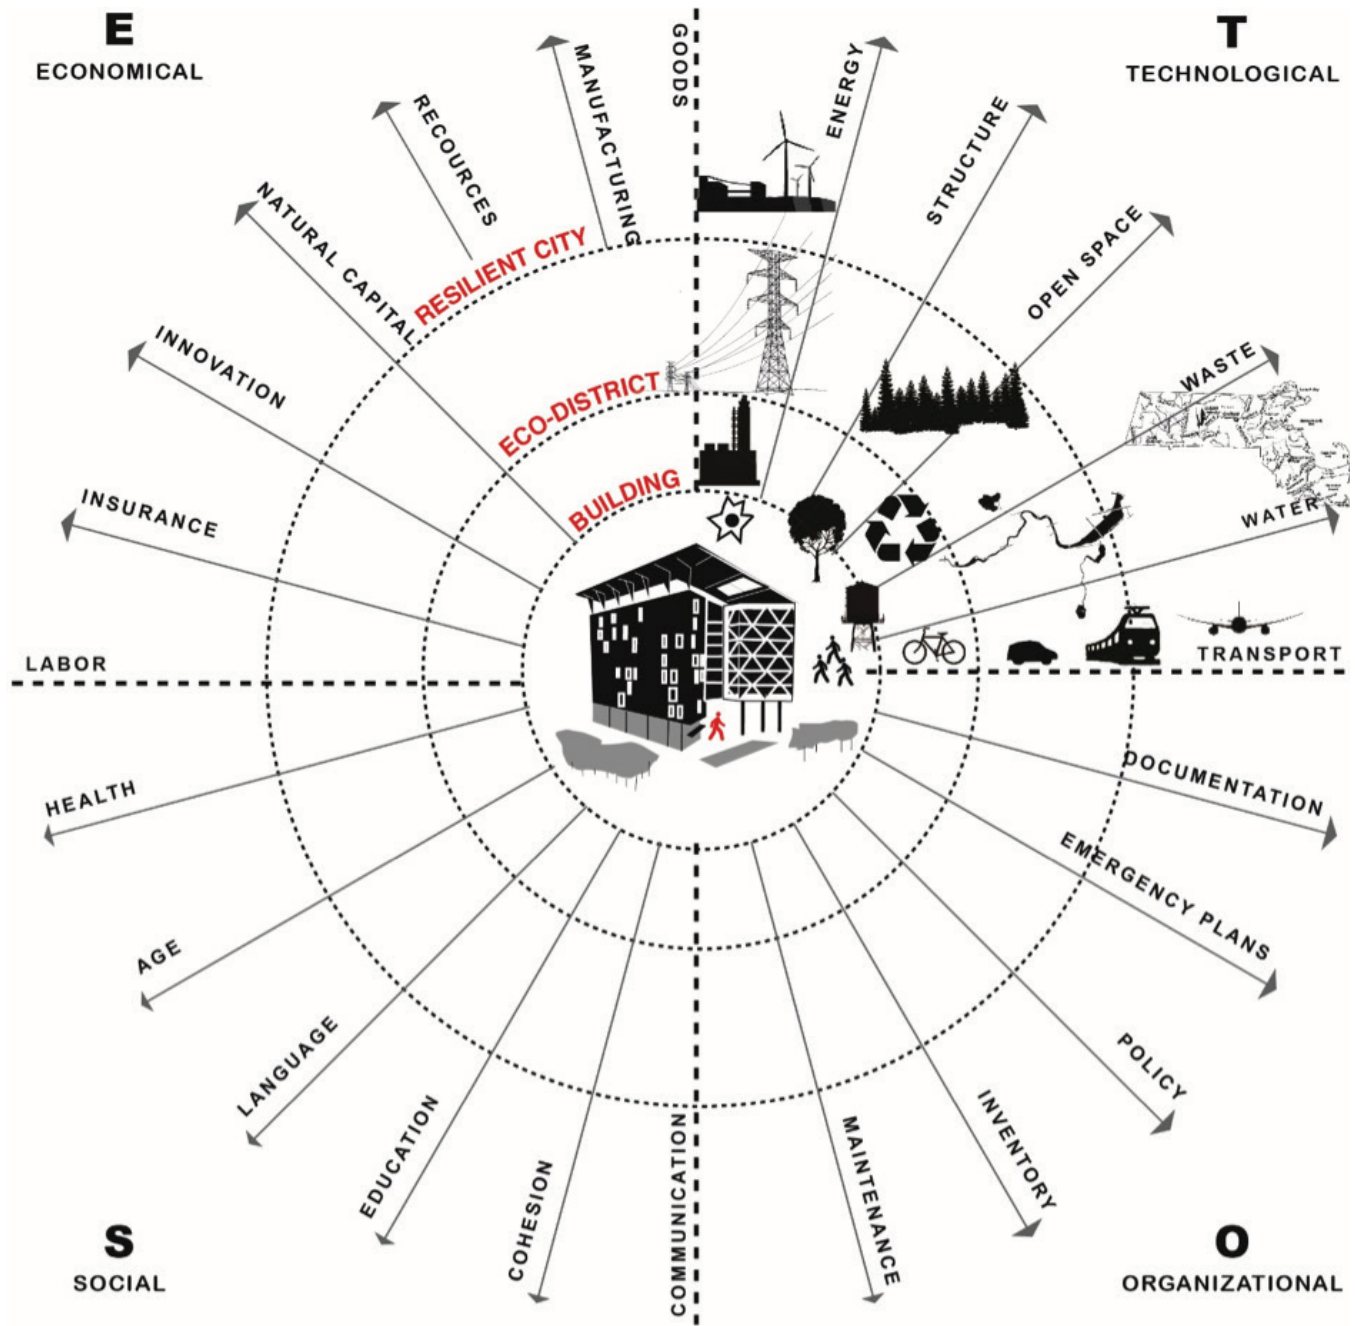 E
ECONOMICAL
T
TECHNOLOGICAL
GOODS
MANUFACTURING
RECOURCES
NATURAL CAPITAL
INNOVATION
INSURANCE
LABOR
RESILIENT CITY
ECO-DISTRICT
BUILDING
ENERGY
STRUCTURE
OPEN SPACE
WASTE
WATER
TRANSPORT
HEALTH
AGE
LANGUAGE
EDUCATION
COHESION
COMMUNICATION
DOCUMENTATION
EMERGENCY PLANS
POLICY
INVENTORY
MAINTENANCE
S
SOCIAL
O
ORGANIZATIONAL